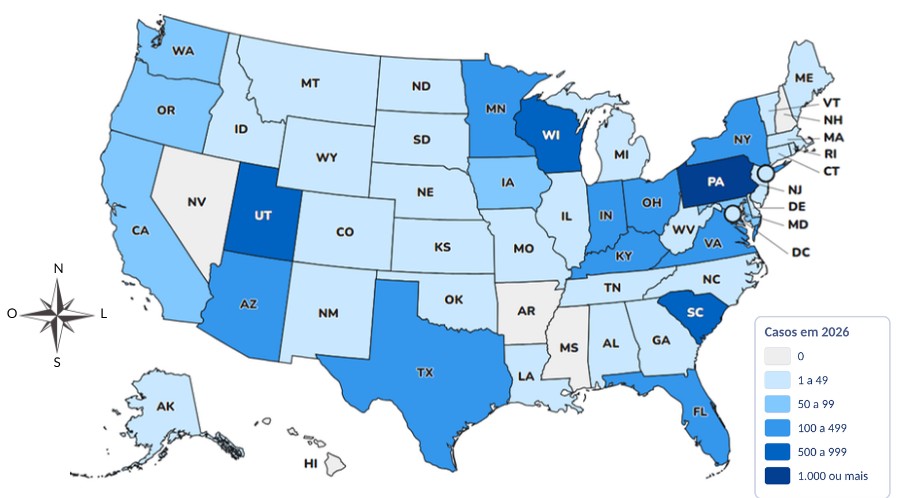 WA
MT
ND
MN
ME
VT
NH
MA
RI
CT
OR
ID
SD
WI
NY
MI
WY
IA
PA
NE
NJ
DE
MD
DC
NV
UT
CO
IL
IN
OH
WV
VA
CA
KS
MO
KY
NC
TN
AZ
NM
OK
AR
SC
MS
AL
GA
TX
LA
FL
AK
HI
N
O
L
S
Casos em 2026
0
1 a 49
50 a 99
100 a 499
500 a 999
1.000 ou mais